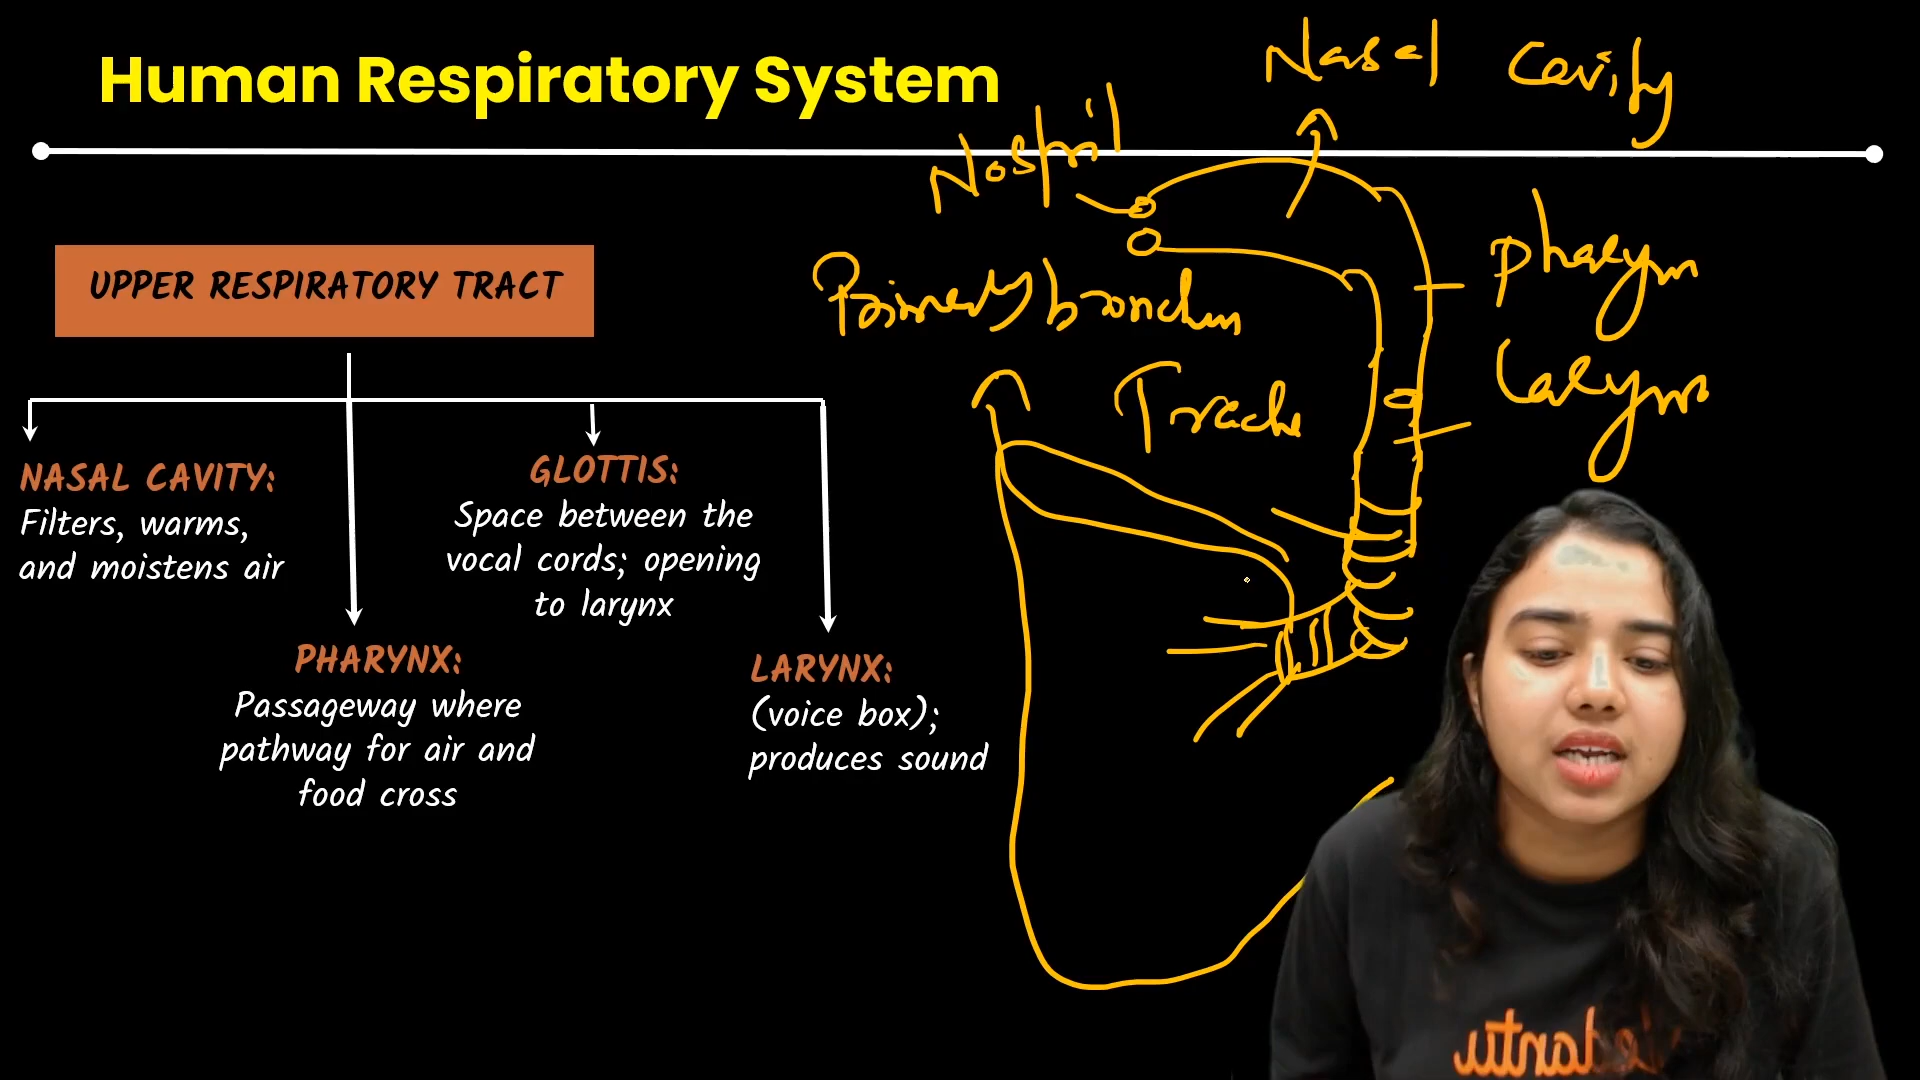 Human Respiratory System
Nasal Cavity
Nostril
UPPER RESPIRATORY TRACT
Pharynx
Primary bronchus
Larynx
Trache
NASAL CAVITY:
Filters, warms,
and moistens air
GLOTTIS:
Space between the
vocal cords; opening
to larynx
PHARYNX:
Passageway where
pathway for air and
food cross
LARYNX:
(voice box);
produces sound